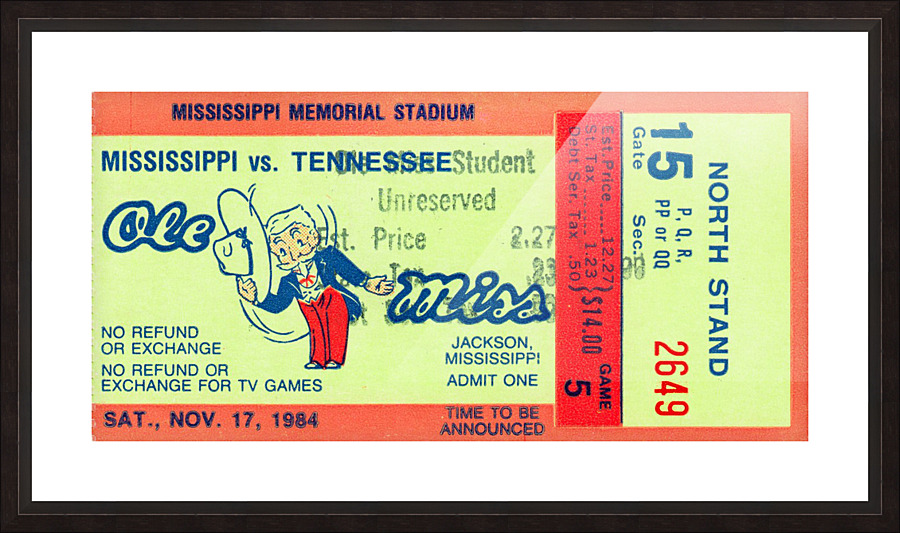 MISSISSIPPI MEMORIAL STADIUM
MISSISSIPPI vs. TENNESSEE
Ole Miss Student
Unreserved
Est. Price 2.27
Ole Miss
NO REFUND
OR EXCHANGE
NO REFUND OR
EXCHANGE FOR TV GAMES
JACKSON,
MISSISSIPPI
ADMIT ONE
SAT., NOV. 17, 1984
TIME TO BE
ANNOUNCED
Est. Price ..... 12.27
St. Tax ........ 1.23
Debt Ser. Tax .50
$14.00
GAME
5
15
Gate
P, Q, R,
PP or QQ
Sec.
NORTH STAND
2649